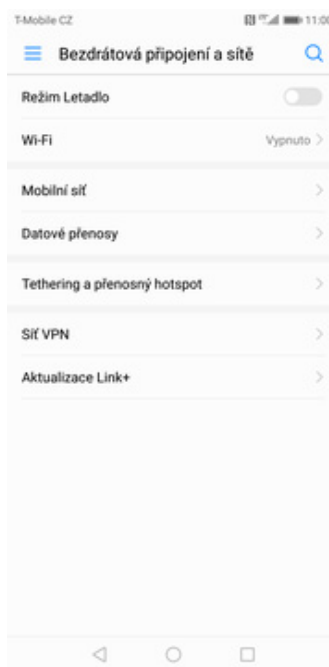 T-Mobile CZ 11:00
Bezdrátová připojení a sítě
Režim Letadlo
Wi-Fi Vypnuto
Mobilní síť
Datové přenosy
Tethering a přenosný hotspot
Síť VPN
Aktualizace Link+